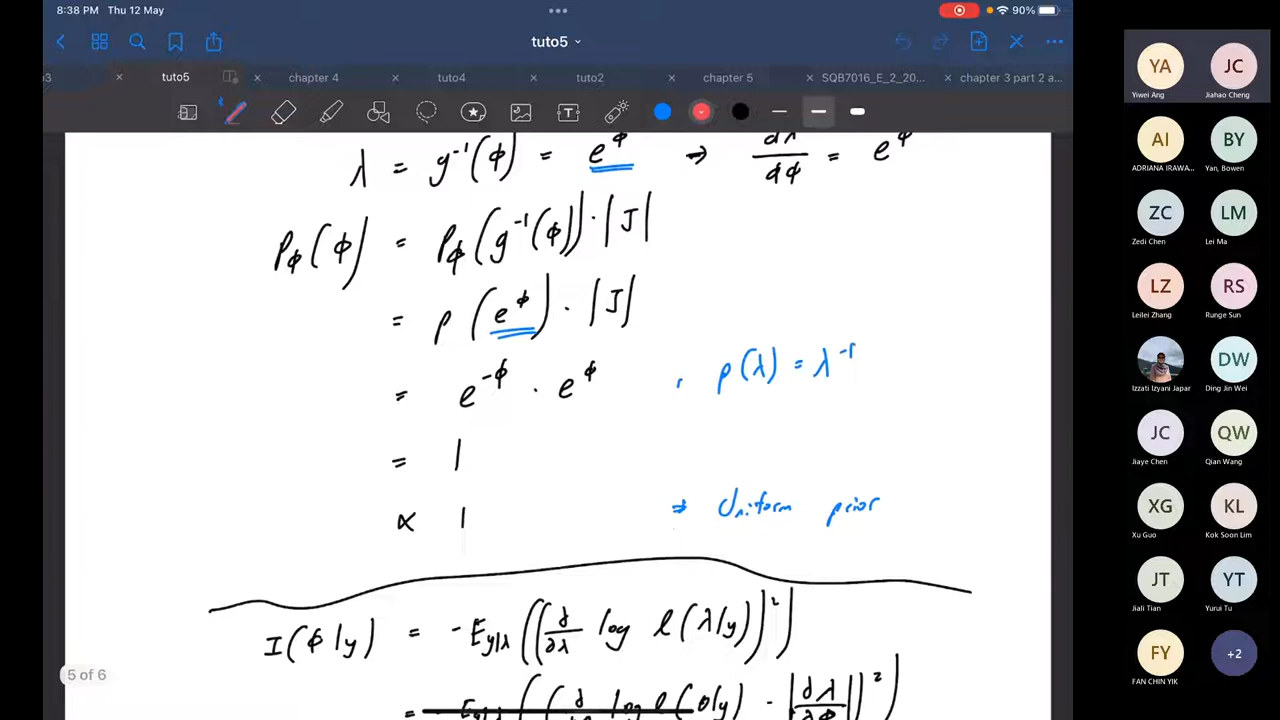 8:38 PM Thu 12 May
90%
tuto5
tuto5
chapter 4
tuto4
tuto2
chapter 5
SQB7016_E_2_20...
chapter 3 part 2 a...
λ = g⁻¹(ϕ) = e^ϕ → dλ/dϕ = e^ϕ
P_ϕ(ϕ) = P_ϕ(g⁻¹(ϕ)) · |J|
= p(e^ϕ) · |J|
= e^-ϕ · e^ϕ , p(λ) = λ⁻¹
= 1
∝ 1 ⇒ Uniform prior
I(ϕ|y) = -E_y|λ((∂/∂λ log l(λ|y))²)
5 of 6
YA
Yiwei Ang
JC
Jiahao Cheng
AI
ADRIANA IRAWA...
BY
Yan, Bowen
ZC
Zedi Chen
LM
Lei Ma
LZ
Leilei Zhang
RS
Runge Sun
Izzati Izyani Japar
DW
Ding Jin Wei
JC
Jiaye Chen
QW
Qian Wang
XG
Xu Guo
KL
Kok Soon Lim
JT
Jiali Tian
YT
Yurui Tu
FY
FAN CHIN YIK
+2